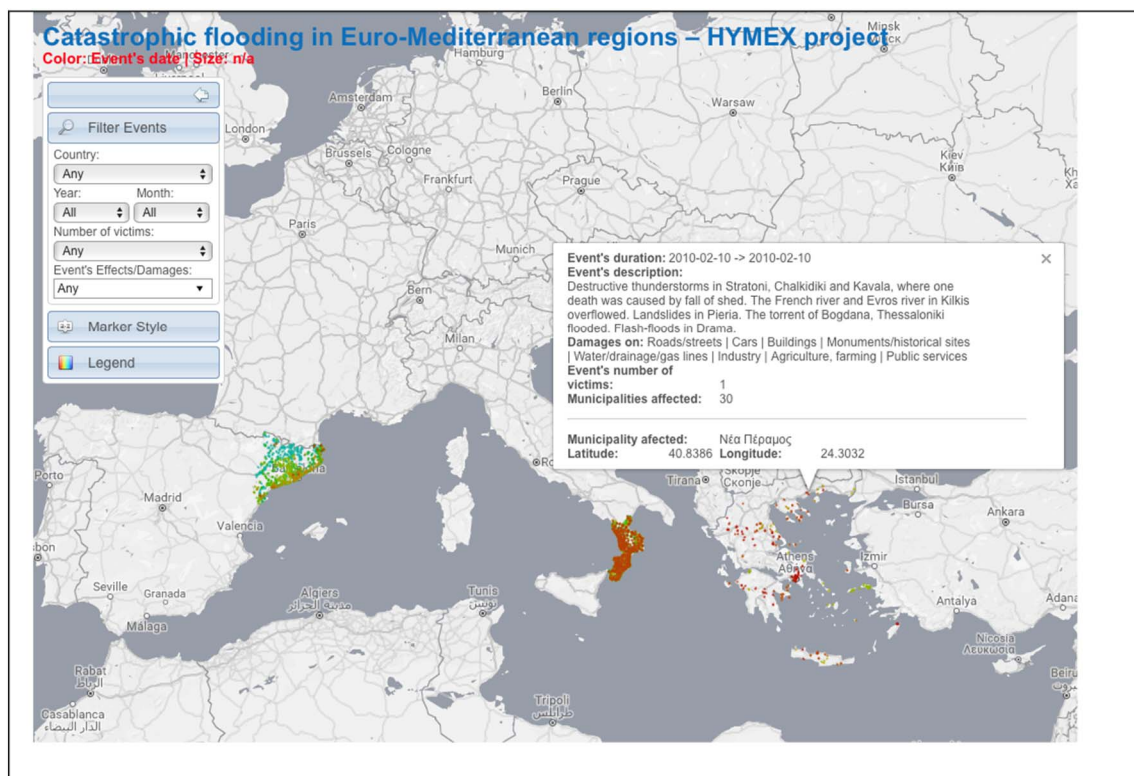 Catastrophic flooding in Euro-Mediterranean regions – HYMEX project
Color: Event's date | Size: n/a
Filter Events
Country:
Any
Year: Month:
All All
Number of victims:
Any
Event's Effects/Damages:
Any
Marker Style
Legend
Event's duration: 2010-02-10 -> 2010-02-10
Event's description:
Destructive thunderstorms in Stratoni, Chalkidiki and Kavala, where one
death was caused by fall of shed. The French river and Evros river in Kilkis
overflowed. Landslides in Pieria. The torrent of Bogdana, Thessaloniki
flooded. Flash-floods in Drama.
Damages on: Roads/streets | Cars | Buildings | Monuments/historical sites
| Water/drainage/gas lines | Industry | Agriculture, farming | Public services
Event's number of
victims: 1
Municipalities affected: 30
Municipality afected: Νέα Πέραμος
Latitude: 40.8386 Longitude: 24.3032
Minsk
Hamburg
Amsterdam
Berlin
Warsaw
London
Brussels
Cologne
Kiev
Київ
Frankfurt
Prague
Paris
Munich
Bern
Milan
Porto
Madrid
Valencia
Seville
Granada
Málaga
Algiers
مدينة الجزائر
Tunis
تونس
Tirana
Skopje
Скопје
Istanbul
Bursa
Ankara
Athens
Αθήνα
Izmir
Antalya
Adana
Nicosia
Λευκωσία
Rabat
الرباط
Casablanca
الدار البيضاء
Tripoli
طرابلس
بيروت